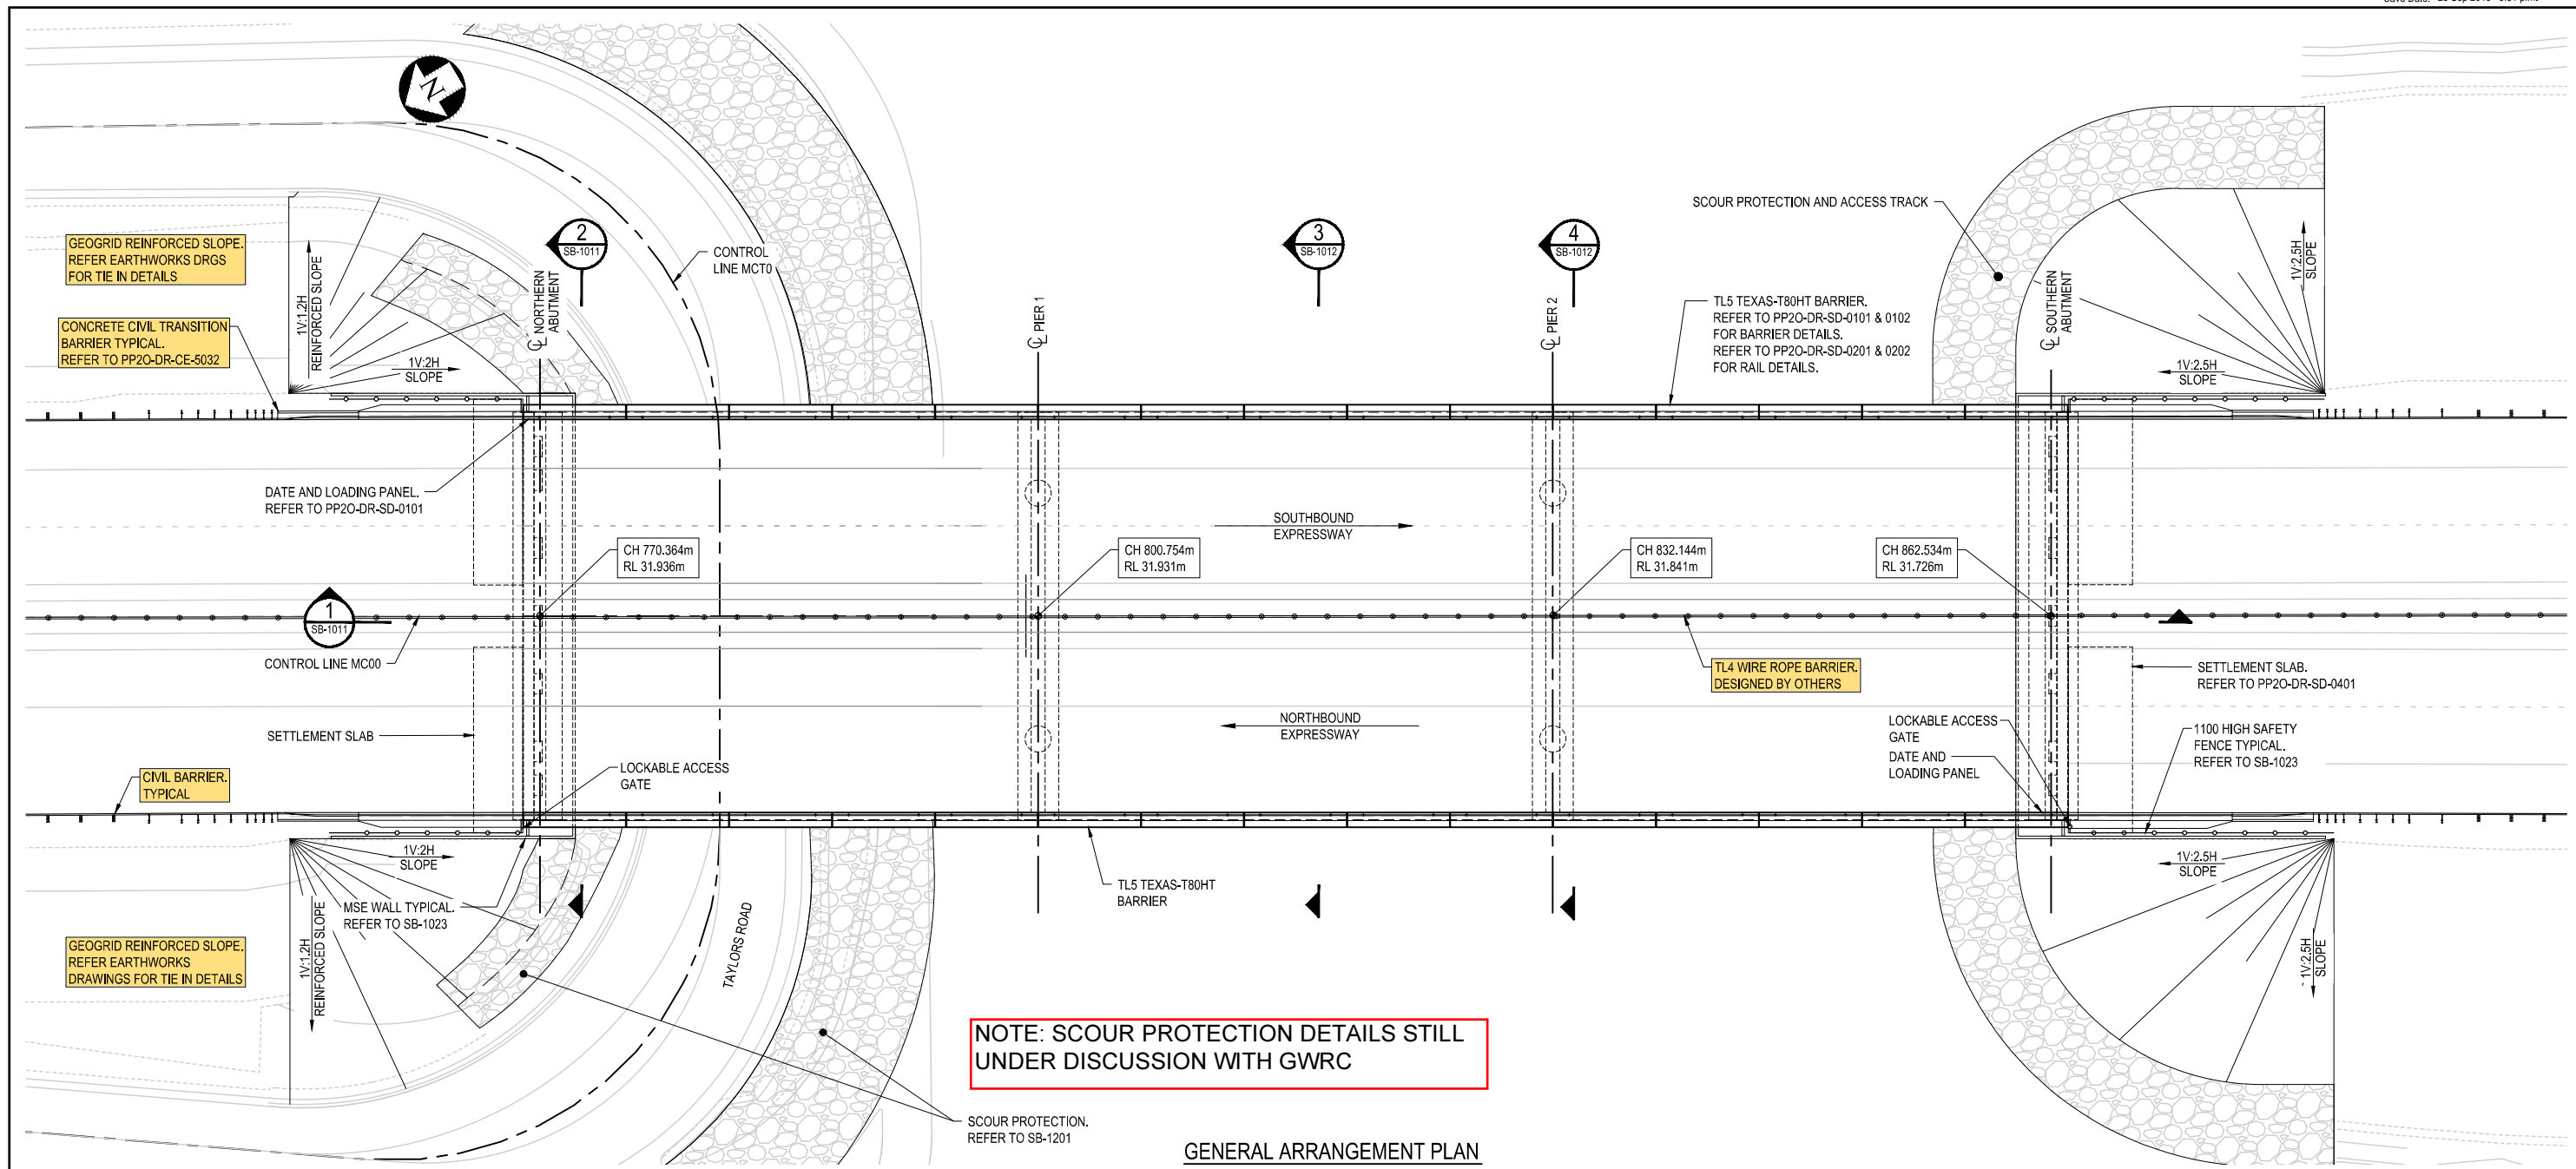 N
GEOGRID REINFORCED SLOPE.
REFER EARTHWORKS DRGS
FOR TIE IN DETAILS
CONCRETE CIVIL TRANSITION
BARRIER TYPICAL.
REFER TO PP2O-DR-CE-5032
1V:1.2H
REINFORCED SLOPE
1V:2H
SLOPE
NORTHERN
ABUTMENT
2
SB-1011
CONTROL
LINE MCT0
PIER 1
3
SB-1012
4
SB-1012
PIER 2
SCOUR PROTECTION AND ACCESS TRACK
TL5 TEXAS-T80HT BARRIER.
REFER TO PP2O-DR-SD-0101 & 0102
FOR BARRIER DETAILS.
REFER TO PP2O-DR-SD-0201 & 0202
FOR RAIL DETAILS.
SOUTHERN
ABUTMENT
1V:2.5H
SLOPE
1V:2.5H
SLOPE
DATE AND LOADING PANEL.
REFER TO PP2O-DR-SD-0101
SOUTHBOUND
EXPRESSWAY
CH 770.364m
RL 31.936m
CH 800.754m
RL 31.931m
CH 832.144m
RL 31.841m
CH 862.534m
RL 31.726m
1
SB-1011
CONTROL LINE MC00
TL4 WIRE ROPE BARRIER.
DESIGNED BY OTHERS
SETTLEMENT SLAB.
REFER TO PP2O-DR-SD-0401
SETTLEMENT SLAB
NORTHBOUND
EXPRESSWAY
LOCKABLE ACCESS
GATE
DATE AND
LOADING PANEL
1100 HIGH SAFETY
FENCE TYPICAL.
REFER TO SB-1023
CIVIL BARRIER.
TYPICAL
LOCKABLE ACCESS
GATE
1V:2H
SLOPE
MSE WALL TYPICAL.
REFER TO SB-1023
TL5 TEXAS-T80HT
BARRIER
1V:2.5H
SLOPE
GEOGRID REINFORCED SLOPE.
REFER EARTHWORKS
DRAWINGS FOR TIE IN DETAILS
1V:1.2H
REINFORCED SLOPE
TAYLORS ROAD
1V:2.5H
SLOPE
NOTE: SCOUR PROTECTION DETAILS STILL
UNDER DISCUSSION WITH GWRC
SCOUR PROTECTION.
REFER TO SB-1201
GENERAL ARRANGEMENT PLAN